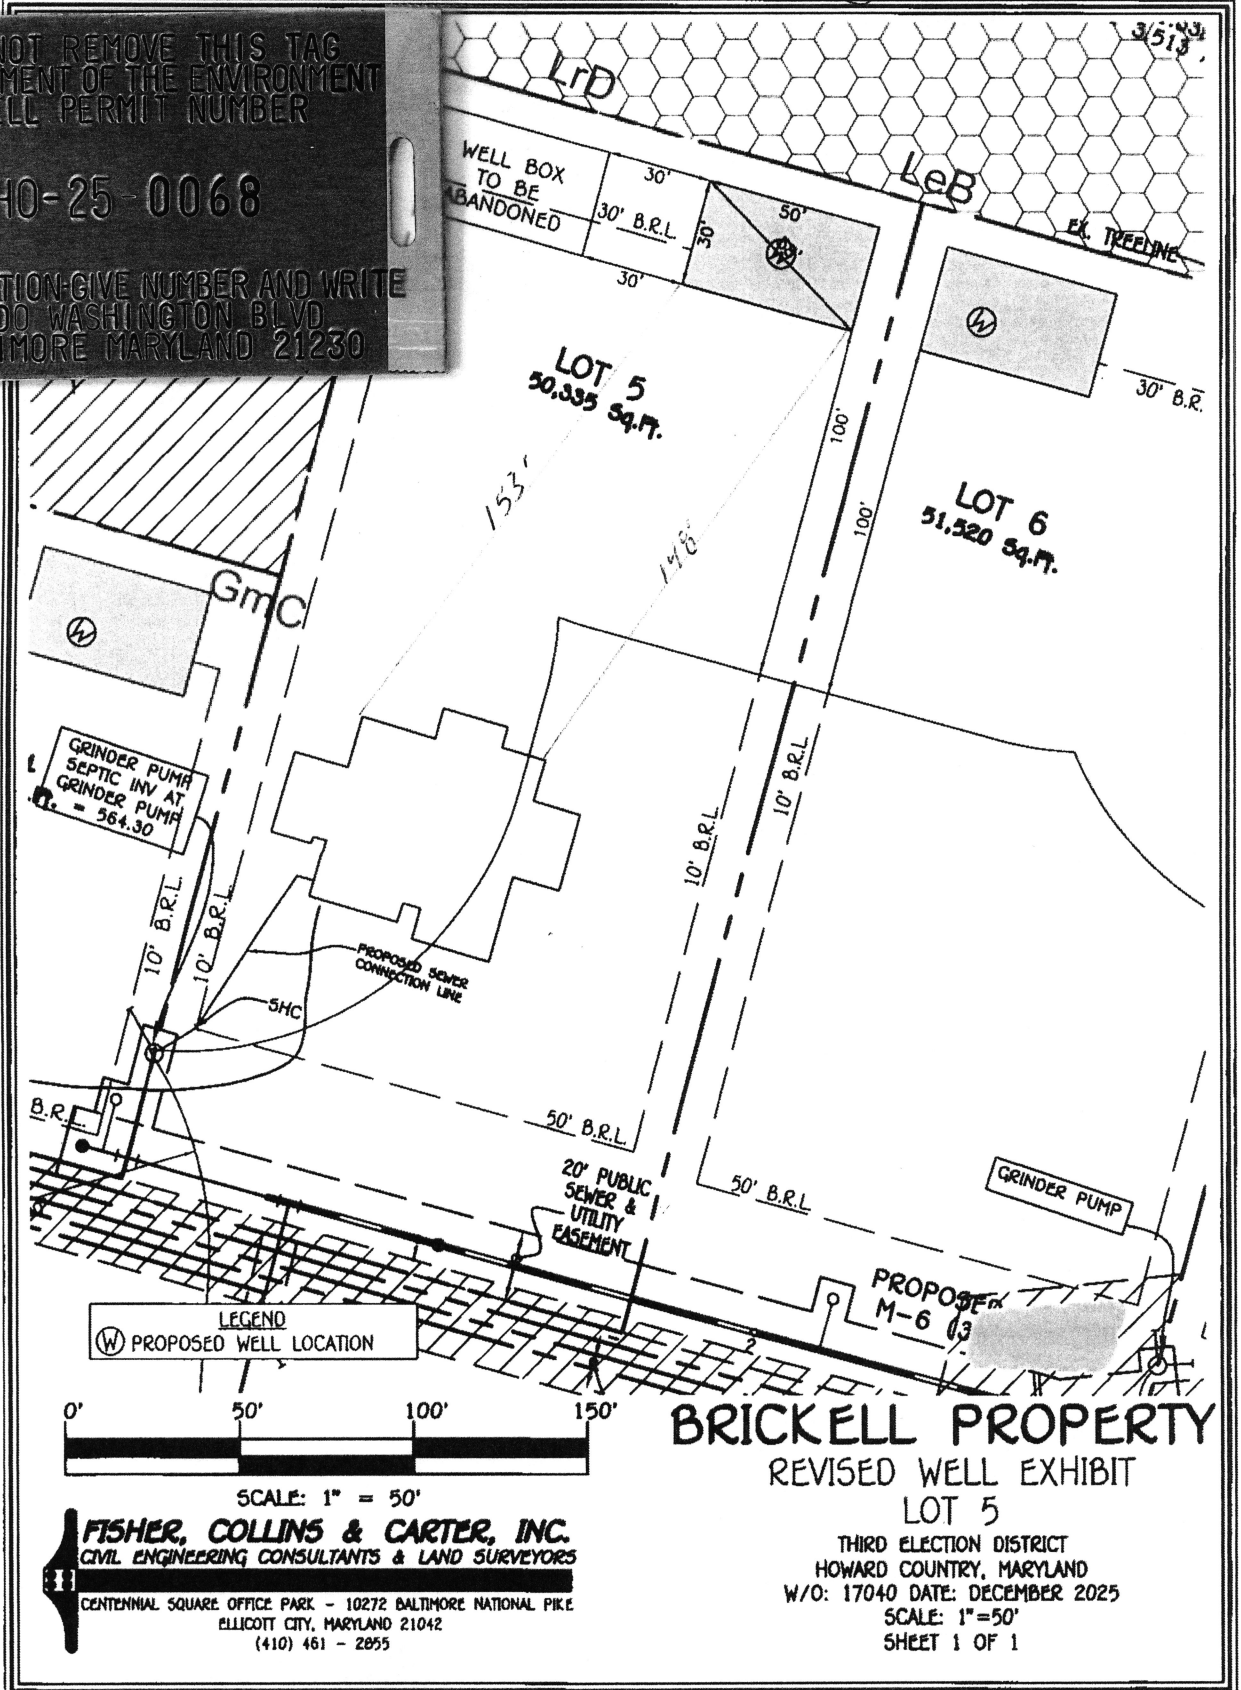 NOT REMOVE THIS TAG
MENT OF THE ENVIRONMENT
LL PERMIT NUMBER
HO-25-0068
TION-GIVE NUMBER AND WRITE
00 WASHINGTON BLVD
IMORE MARYLAND 21230
3/513
LrD
LeB
EX. TREELINE
WELL BOX
TO BE
ABANDONED
30'
30' B.R.L.
30'
30'
50'
W
W
30' B.R.
LOT 5
50,335 Sq.Ft.
100'
100'
LOT 6
51,520 Sq.Ft.
153'
148'
GmC
W
GRINDER PUMP
SEPTIC INV AT
GRINDER PUMP
= 564.30
10' B.R.L.
10' B.R.L.
10' B.R.L.
10' B.R.L.
PROPOSED SEWER
CONNECTION LINE
SHC
B.R.L.
50' B.R.L.
20' PUBLIC
SEWER &
UTILITY
EASEMENT
50' B.R.L.
GRINDER PUMP
M-6
2
LEGEND
W PROPOSED WELL LOCATION
0' 50' 100' 150'
SCALE: 1" = 50'
FISHER, COLLINS & CARTER, INC.
CIVIL ENGINEERING CONSULTANTS & LAND SURVEYORS
CENTENNIAL SQUARE OFFICE PARK - 10272 BALTIMORE NATIONAL PIKE
ELLICOTT CITY, MARYLAND 21042
(410) 461 - 2855
BRICKELL PROPERTY
REVISED WELL EXHIBIT
LOT 5
THIRD ELECTION DISTRICT
HOWARD COUNTRY, MARYLAND
W/O: 17040 DATE: DECEMBER 2025
SCALE: 1"=50'
SHEET 1 OF 1